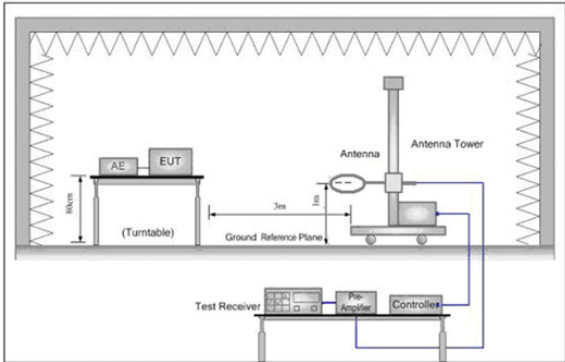 Antenna Tower
Antenna
AE
EUT
80cm
(Turntable)
3m
1m
Ground Reference Plane
Test Receiver
Pre-
Amplifier
Controller